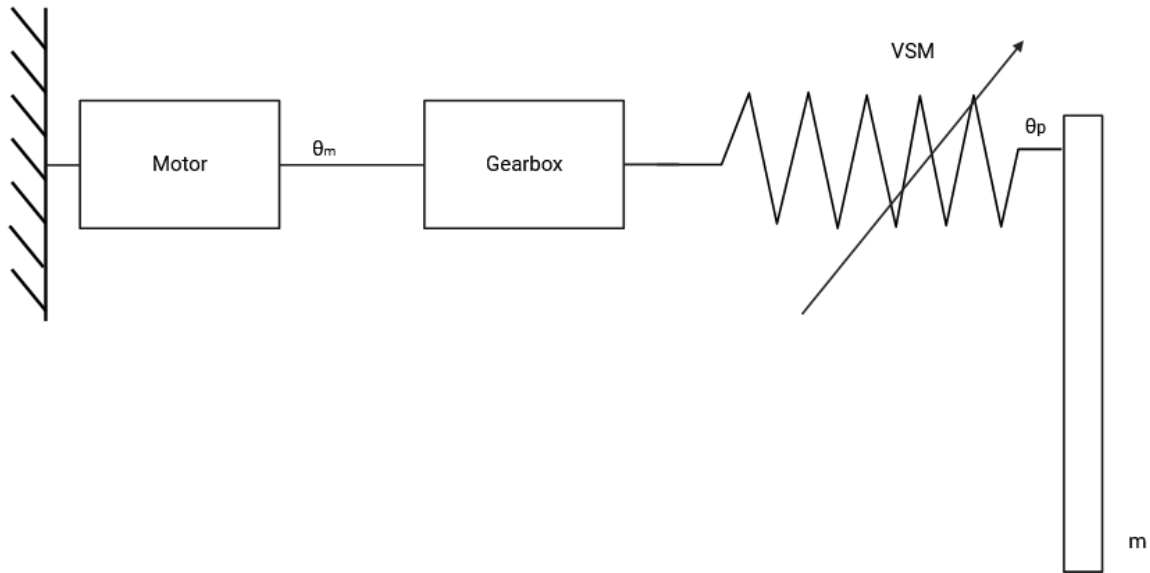 VSM
θₚ
θₘ
Motor
Gearbox
m